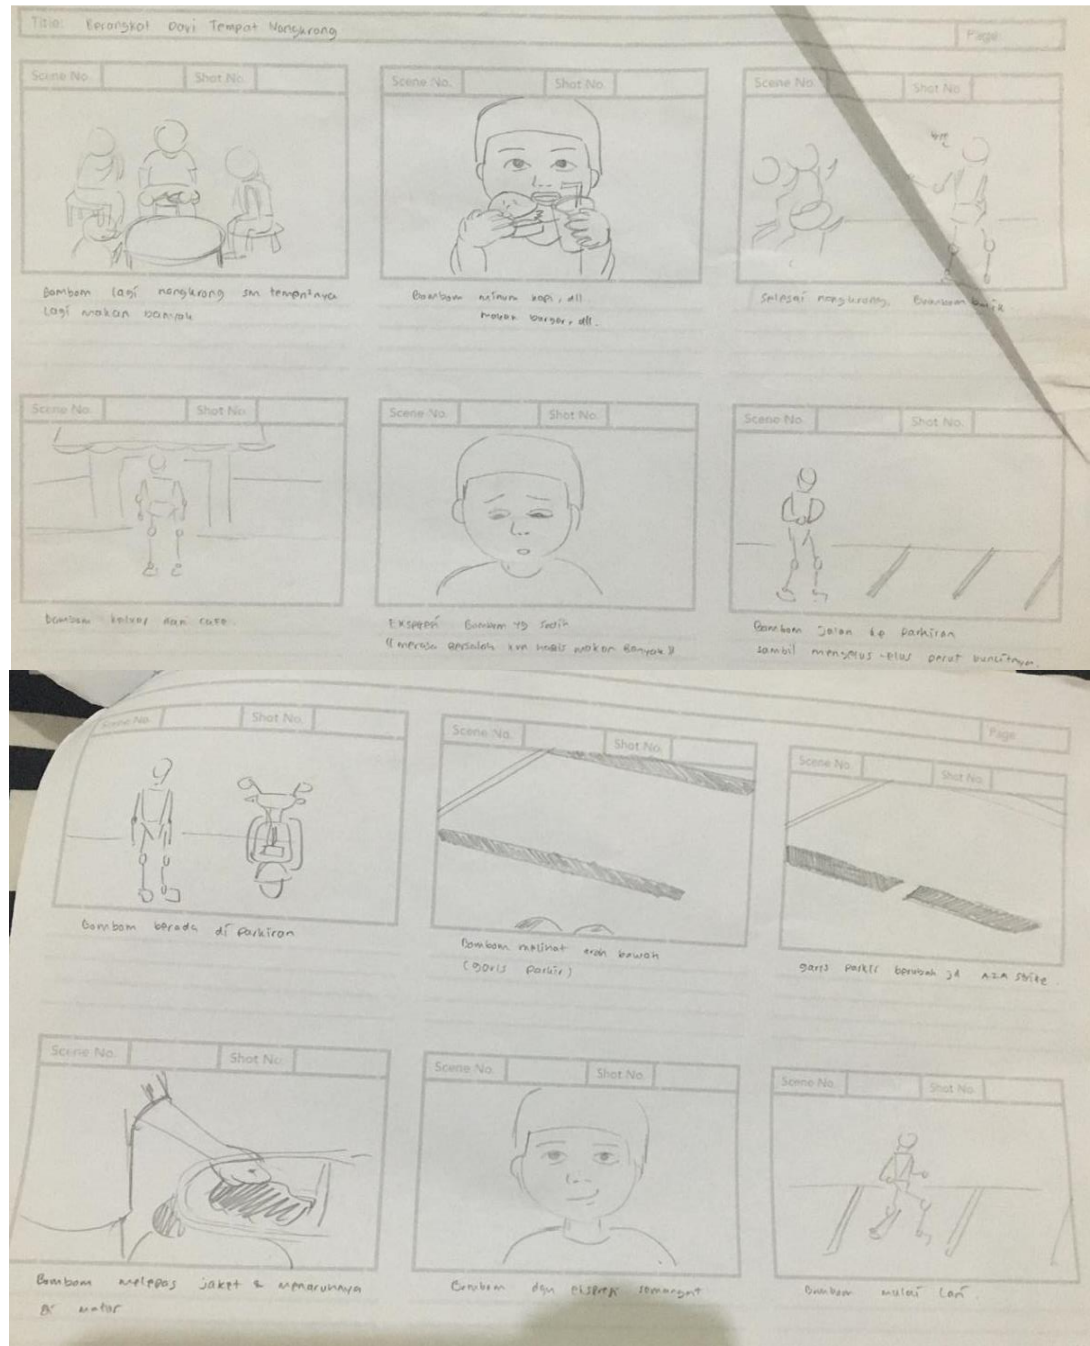 Title: Berangkat Dari Tempat Nongkrong
Page:
Scene No.
Shot No.
Scene No.
Shot No.
Scene No.
Shot No.
Bombom lagi nongkrong sm temen²nya
lagi makan banyak
Bombom minum kopi, dll.
makan burger, dll.
selesai nongkrong, Bombom balik
Scene No.
Shot No.
Scene No.
Shot No.
Scene No.
Shot No.
Bombom keluar dari cafe.
Ekspresi Bombom yg sedih
"merasa bersalah krn habis makan banyak"
Bombom jalan ke parkiran
sambil mengelus-elus perut buncitnya.
Page
Scene No.
Shot No.
Scene No.
Shot No.
Scene No.
Shot No.
Bombom berada di parkiran
Bombom melihat arah bawah
(garis parkir)
garis parkir berubah jd AZA Strike
Scene No.
Shot No
Scene No.
Shot No.
Scene No.
Shot No.
Bombom melepas jaket & menaruhnya
di motor
Bombom dgn ekspresi semangat
Bombom mulai lari.